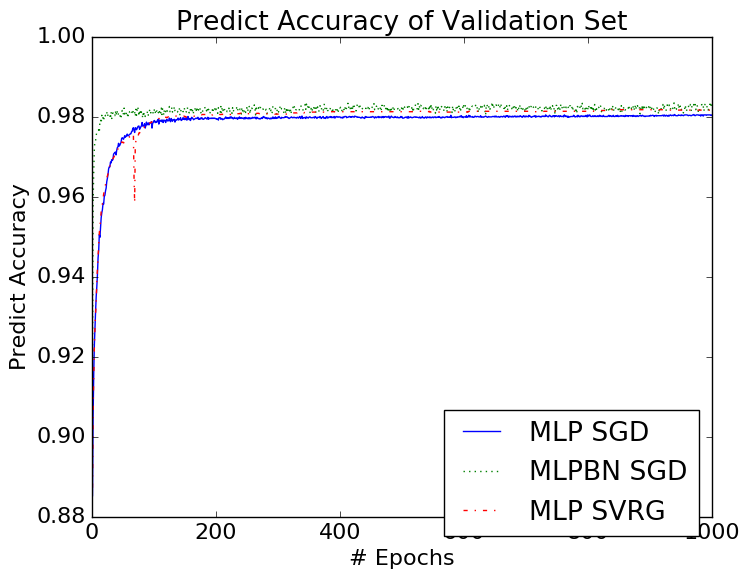 Predict Accuracy of Validation Set
1.00
0.98
0.96
0.94
0.92
0.90
0.88
Predict Accuracy
MLP SGD
MLPBN SGD
MLP SVRG
0
200
400
1000
# Epochs